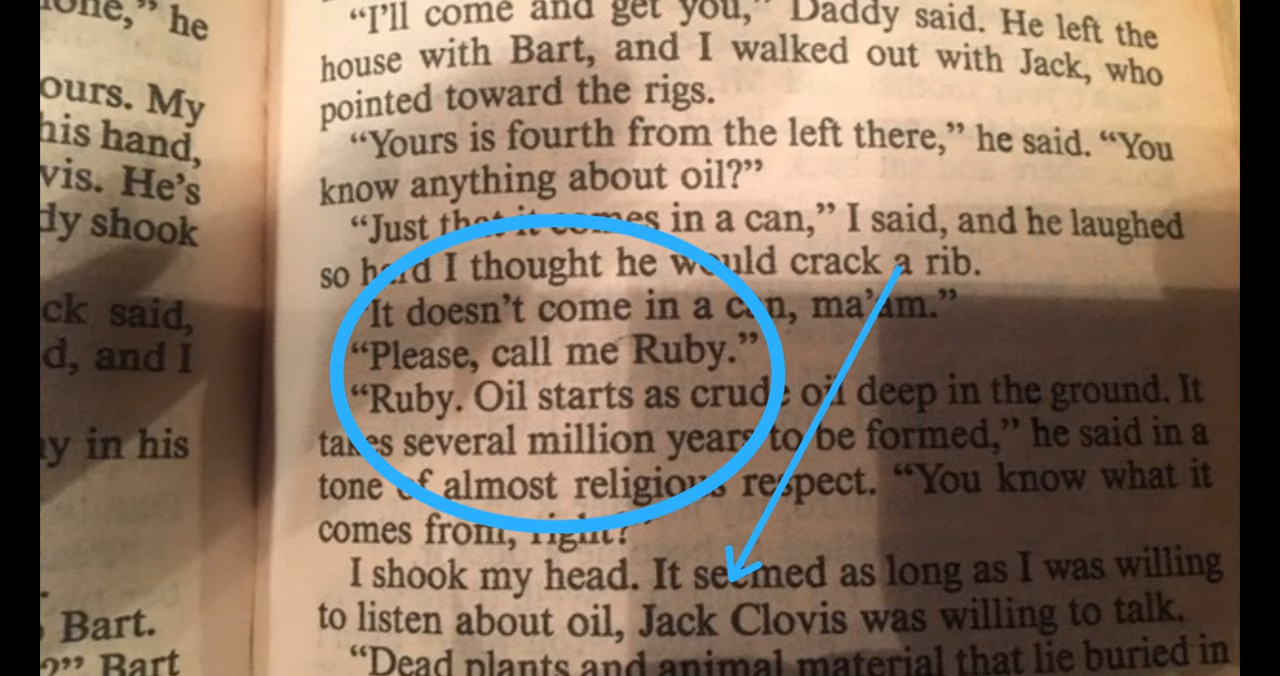 one,” he
ours. My
his hand,
vis. He’s
dy shook
ck said,
d, and I
y in his
Bart.
?” Bart
“I’ll come and get you,” Daddy said. He left the
house with Bart, and I walked out with Jack, who
pointed toward the rigs.
“Yours is fourth from the left there,” he said. “You
know anything about oil?”
“Just that it comes in a can,” I said, and he laughed
so hard I thought he would crack a rib.
“It doesn’t come in a can, ma’am.”
“Please, call me Ruby.”
“Ruby. Oil starts as crude oil deep in the ground. It
takes several million years to be formed,” he said in a
tone of almost religious respect. “You know what it
comes from, right?”
I shook my head. It seemed as long as I was willing
to listen about oil, Jack Clovis was willing to talk.
“Dead plants and animal material that lie buried in